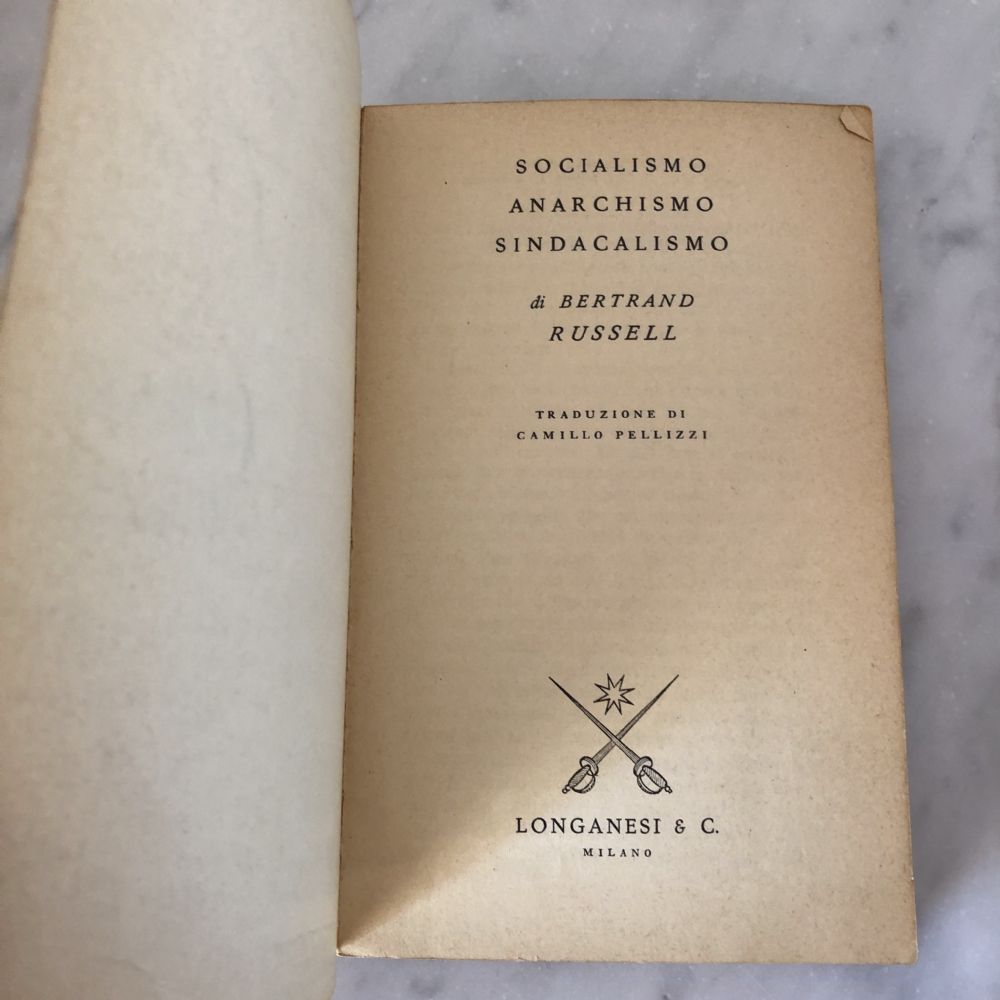 SOCIALISMO
ANARCHISMO
SINDACALISMO
di BERTRAND
RUSSELL
TRADUZIONE DI
CAMILLO PELLIZZI
LONGANESI & C.
MILANO